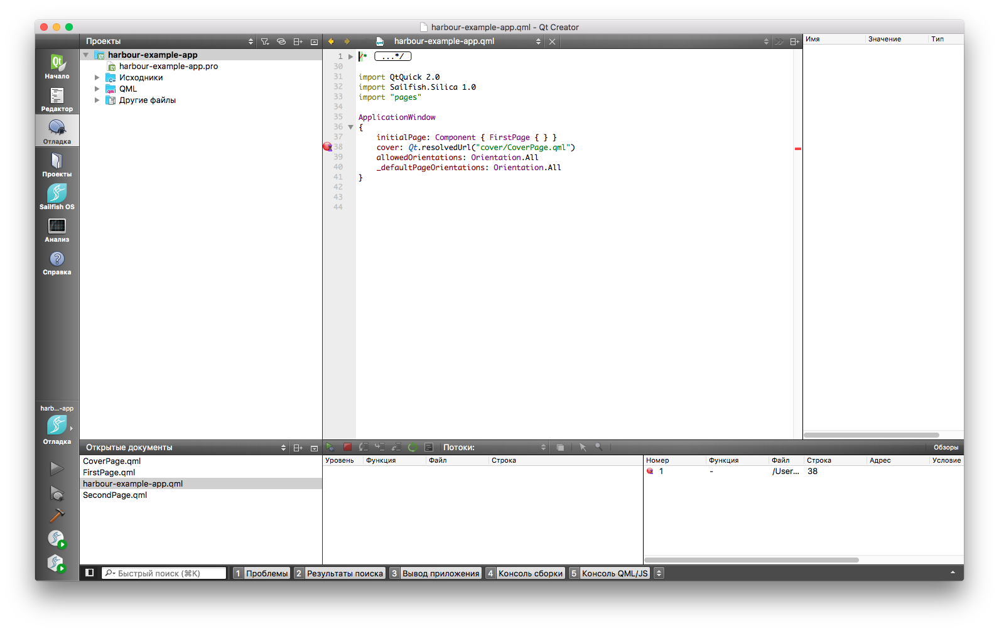 harbour-example-app.qml - Qt Creator
Проекты
harbour-example-app.qml
Имя Значение Тип
Начало
Редактор
Отладка
Проекты
Sailfish OS
Анализ
Справка
harb...-app
Отладка
harbour-example-app
harbour-example-app.pro
Исходники
QML
Другие файлы
1 /* ...*/
30
31 import QtQuick 2.0
32 import Sailfish.Silica 1.0
33 import "pages"
34
35 ApplicationWindow
36 {
37 initialPage: Component { FirstPage { } }
38 cover: Qt.resolvedUrl("cover/CoverPage.qml")
39 allowedOrientations: Orientation.All
40 _defaultPageOrientations: Orientation.All
41 }
42
43
44
Открытые документы
CoverPage.qml
FirstPage.qml
harbour-example-app.qml
SecondPage.qml
Потоки:
Обзоры
Уровень Функция Файл Строка
Номер Функция Файл Строка Адрес Условие
1 - /User... 38
Быстрый поиск (⌘K)
1 Проблемы 2 Результаты поиска 3 Вывод приложения 4 Консоль сборки 5 Консоль QML/JS